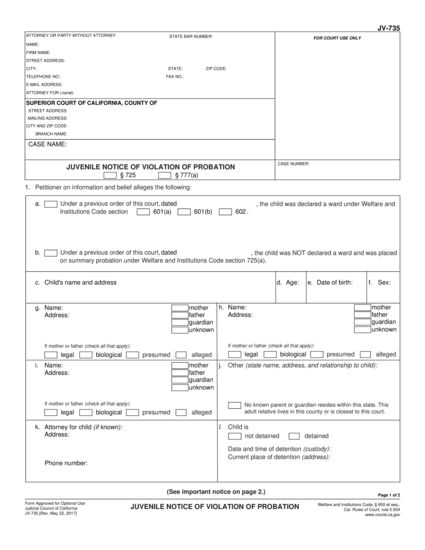 JV-735
ATTORNEY OR PARTY WITHOUT ATTORNEY STATE BAR NUMBER:
FOR COURT USE ONLY
NAME:
FIRM NAME:
STREET ADDRESS:
CITY: STATE: ZIP CODE:
TELEPHONE NO.: FAX NO.:
E-MAIL ADDRESS:
ATTORNEY FOR (name):
SUPERIOR COURT OF CALIFORNIA, COUNTY OF
STREET ADDRESS:
MAILING ADDRESS:
CITY AND ZIP CODE:
BRANCH NAME:
CASE NAME:
JUVENILE NOTICE OF VIOLATION OF PROBATION
§ 725 § 777(a)
CASE NUMBER:
1. Petitioner on information and belief alleges the following:
a. Under a previous order of this court, dated , the child was declared a ward under Welfare and
Institutions Code section 601(a) 601(b) 602 .
b. Under a previous order of this court, dated , the child was NOT declared a ward and was placed
on summary probation under Welfare and Institutions Code section 725(a).
c. Child's name and address d. Age: e. Date of birth: f. Sex:
g. Name: mother
Address: father
guardian
unknown
If mother or father (check all that apply):
legal biological presumed alleged
h. Name: mother
Address: father
guardian
unknown
If mother or father (check all that apply):
legal biological presumed alleged
i. Name: mother
Address: father
guardian
unknown
If mother or father (check all that apply):
legal biological presumed alleged
j. Other (state name, address, and relationship to child):
No known parent or guardian resides within this state. This
adult relative lives in this county or is closest to this court.
k. Attorney for child (if known):
Address:
Phone number:
l. Child is
not detained detained
Date and time of detention (custody):
Current place of detention (address):
(See important notice on page 2.)
Page 1 of 2
Form Approved for Optional Use
Judicial Council of California
JV-735 [Rev. May 22, 2017]
JUVENILE NOTICE OF VIOLATION OF PROBATION
Welfare and Institutions Code, § 600 et seq.;
Cal. Rules of Court, rule 5.504
www.courts.ca.gov